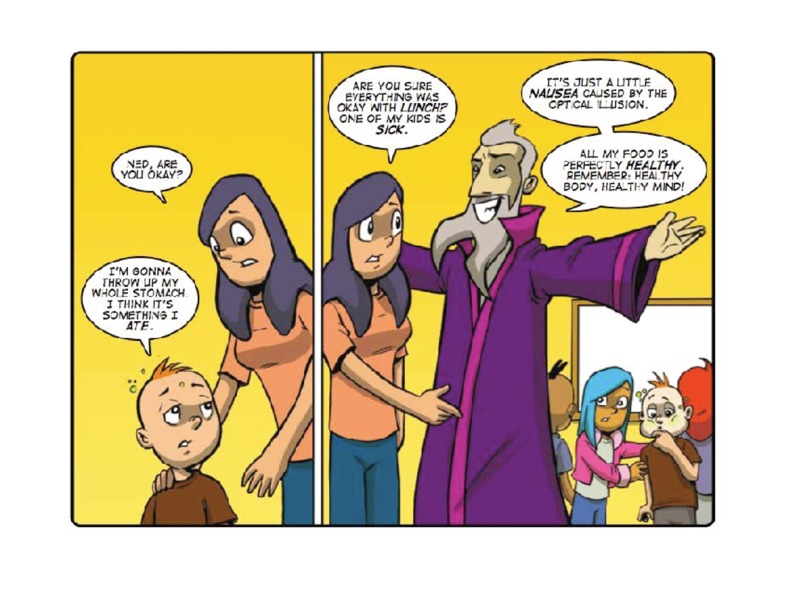 NED, ARE
YOU OKAY?
I'M GONNA
THROW UP MY
WHOLE STOMACH.
I THINK IT'S
SOMETHING I
ATE.
ARE YOU SURE
EVERYTHING WAS
OKAY WITH LUNCH?
ONE OF MY KIDS IS
SICK.
IT'S JUST A LITTLE
NAUSEA CAUSED BY THE
OPTICAL ILLUSION.
ALL MY FOOD IS
PERFECTLY HEALTHY.
REMEMBER: HEALTHY
BODY, HEALTHY MIND!